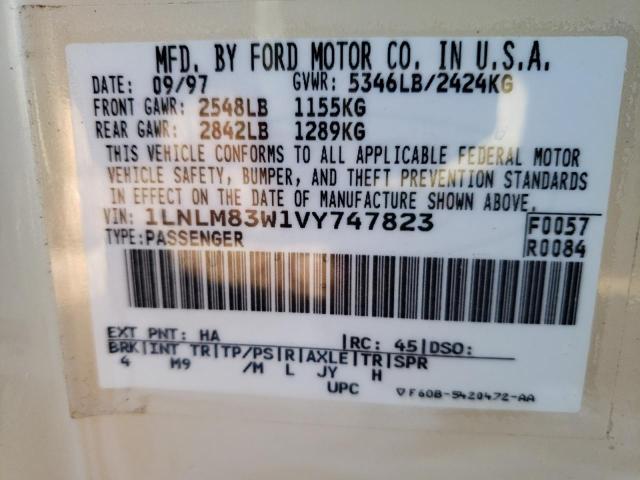 MFD. BY FORD MOTOR CO. IN U.S.A.
DATE: 09/97 GVWR: 5346LB/2424KG
FRONT GAWR: 2548LB 1155KG
REAR GAWR: 2842LB 1289KG
THIS VEHICLE CONFORMS TO ALL APPLICABLE FEDERAL MOTOR
VEHICLE SAFETY, BUMPER, AND THEFT PREVENTION STANDARDS
IN EFFECT ON THE DATE OF MANUFACTURE SHOWN ABOVE.
VIN: 1LNLM83W1VY747823 F0057
TYPE: PASSENGER R0084
EXT PNT: HA RC: 45 DSO:
BRK INT TR TP/PS R AXLE TR SPR
4 M9 /M L JY H
UPC ▽F60B-5420472-AA